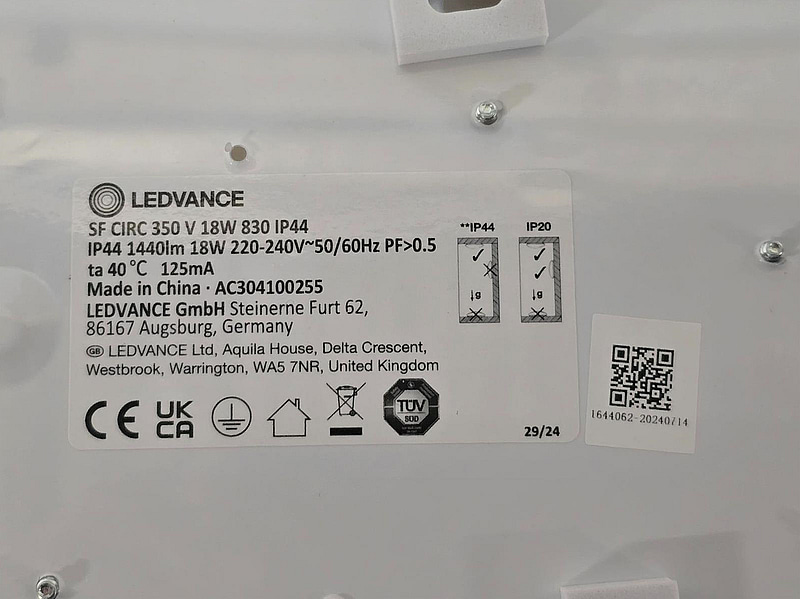 LEDVANCE
SF CIRC 350 V 18W 830 IP44
IP44 1440lm 18W 220-240V~50/60Hz PF>0.5
ta 40°C 125mA
Made in China · AC304100255
LEDVANCE GmbH Steinerne Furt 62,
86167 Augsburg, Germany
GB LEDVANCE Ltd, Aquila House, Delta Crescent,
Westbrook, Warrington, WA5 7NR, United Kingdom
CE UK CA
TÜV
SÜD
29/24
**IP44 IP20
g g
1644062-20240714